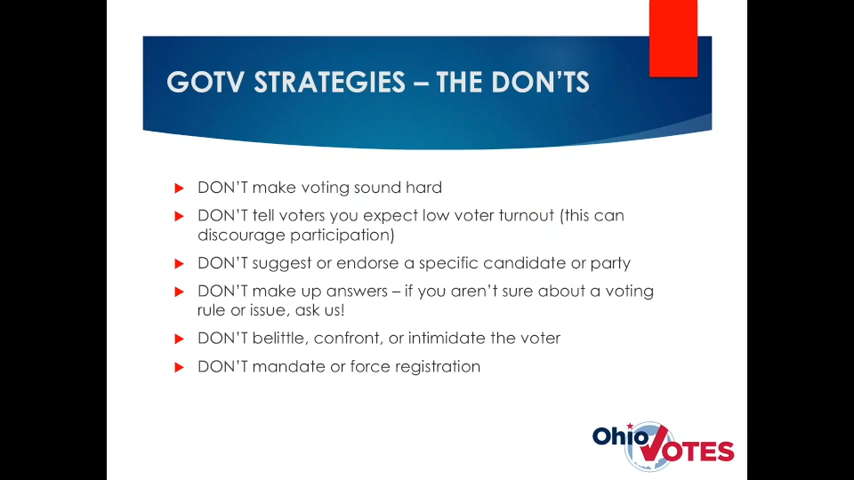 GOTV STRATEGIES – THE DON'TS
DON'T make voting sound hard
DON'T tell voters you expect low voter turnout (this can
discourage participation)
DON'T suggest or endorse a specific candidate or party
DON'T make up answers – if you aren't sure about a voting
rule or issue, ask us!
DON'T belittle, confront, or intimidate the voter
DON'T mandate or force registration
Ohio VOTES